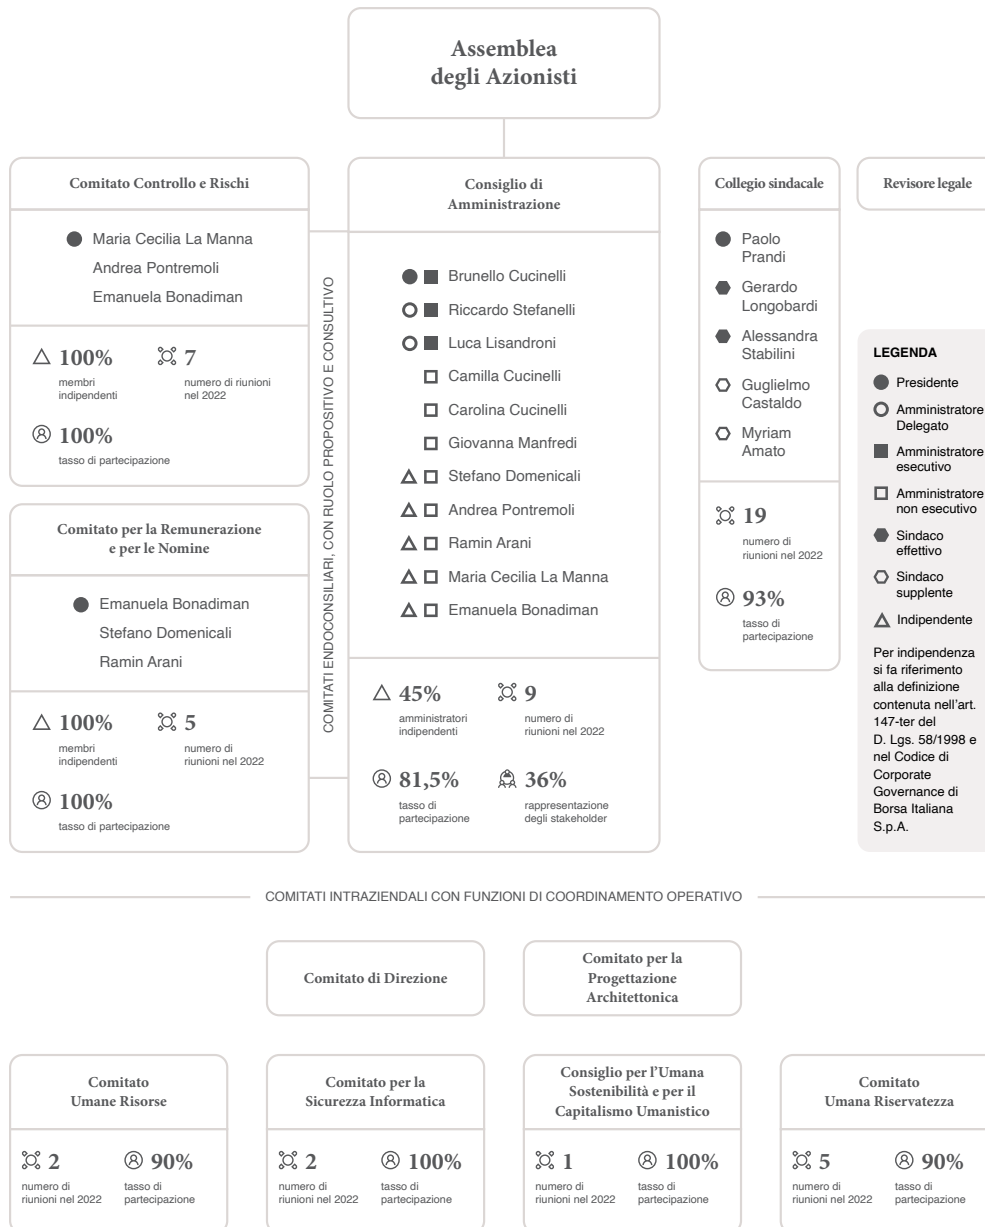 Assemblea
degli Azionisti
Comitato Controllo e Rischi
Maria Cecilia La Manna
Andrea Pontremoli
Emanuela Bonadiman
100%
membri
indipendenti
7
numero di riunioni
nel 2022
100%
tasso di partecipazione
Comitato per la Remunerazione
e per le Nomine
Emanuela Bonadiman
Stefano Domenicali
Ramin Arani
100%
membri
indipendenti
5
numero di
riunioni nel 2022
100%
tasso di partecipazione
COMITATI ENDOCONSILIARI, CON RUOLO PROPOSITIVO E CONSULTIVO
Consiglio di
Amministrazione
Brunello Cucinelli
Riccardo Stefanelli
Luca Lisandroni
Camilla Cucinelli
Carolina Cucinelli
Giovanna Manfredi
Stefano Domenicali
Andrea Pontremoli
Ramin Arani
Maria Cecilia La Manna
Emanuela Bonadiman
45%
amministratori
indipendenti
9
numero di
riunioni nel 2022
81,5%
tasso di
partecipazione
36%
rappresentazione
degli stakeholder
Collegio sindacale
Paolo
Prandi
Gerardo
Longobardi
Alessandra
Stabilini
Guglielmo
Castaldo
Myriam
Amato
19
numero di
riunioni nel 2022
93%
tasso di
partecipazione
Revisore legale
LEGENDA
Presidente
Amministratore
Delegato
Amministratore
esecutivo
Amministratore
non esecutivo
Sindaco
effettivo
Sindaco
supplente
Indipendente
Per indipendenza
si fa riferimento
alla definizione
contenuta nell'art.
147-ter del
D. Lgs. 58/1998 e
nel Codice di
Corporate
Governance di
Borsa Italiana
S.p.A.
COMITATI INTRAZIENDALI CON FUNZIONI DI COORDINAMENTO OPERATIVO
Comitato di Direzione
Comitato per la
Progettazione
Architettonica
Comitato
Umane Risorse
2
numero di
riunioni nel 2022
90%
tasso di
partecipazione
Comitato per la
Sicurezza Informatica
2
numero di
riunioni nel 2022
100%
tasso di
partecipazione
Consiglio per l'Umana
Sostenibilità e per il
Capitalismo Umanistico
1
numero di
riunioni nel 2022
100%
tasso di
partecipazione
Comitato
Umana Riservatezza
5
numero di
riunioni nel 2022
90%
tasso di
partecipazione